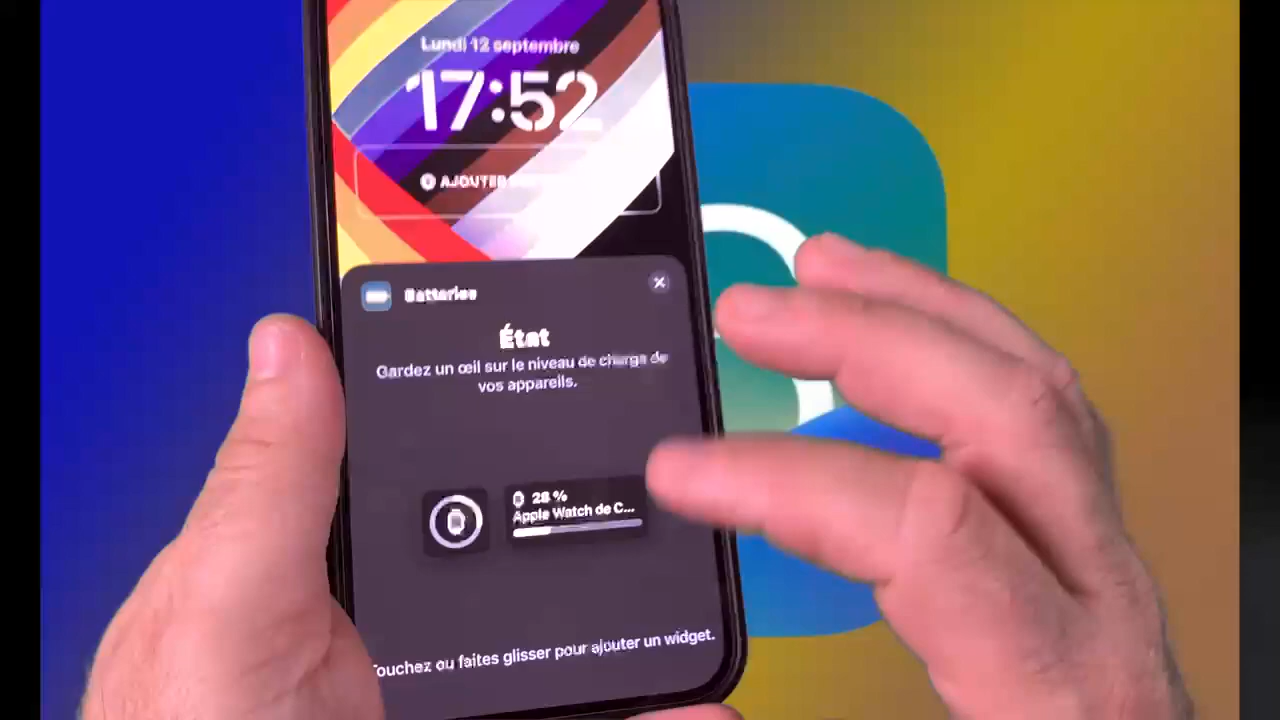 Lundi 12 septembre
17:52
AJOUTER
Batteries
État
Gardez un œil sur le niveau de charge de
vos appareils.
28 %
Apple Watch de C...
Touchez ou faites glisser pour ajouter un widget.